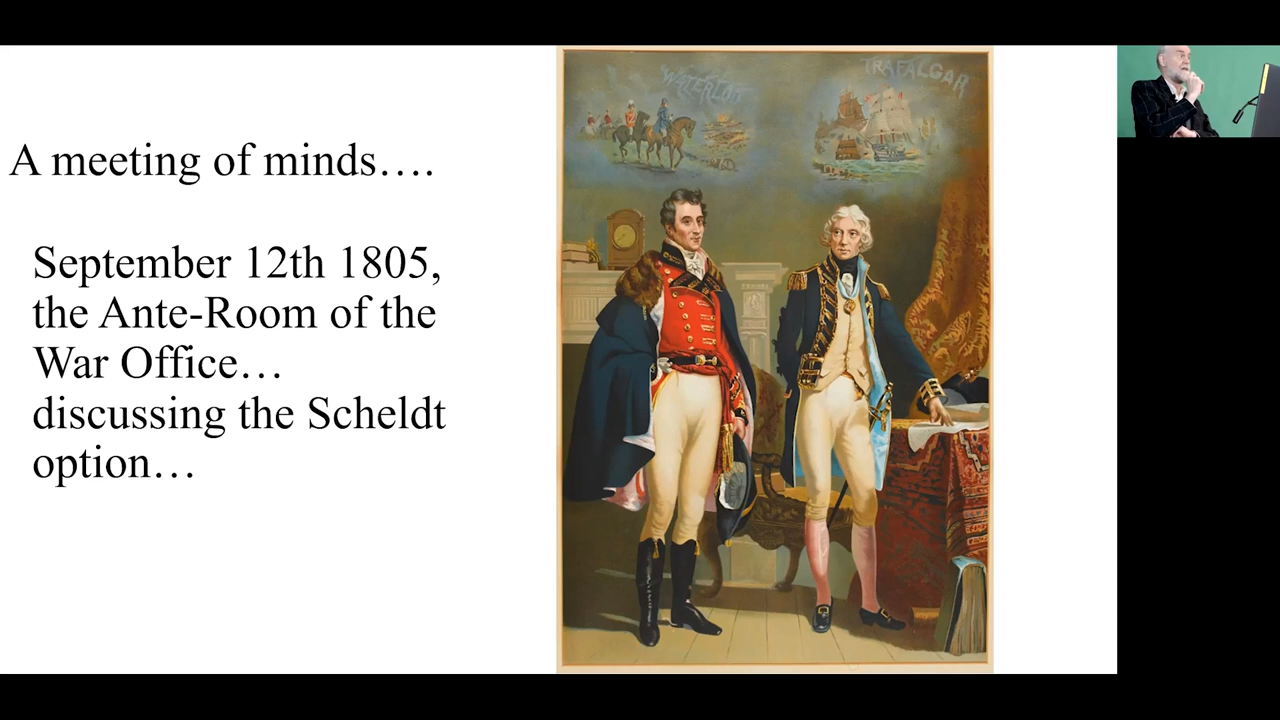 A meeting of minds….
September 12th 1805,
the Ante-Room of the
War Office…
discussing the Scheldt
option…
WATERLOO
TRAFALGAR